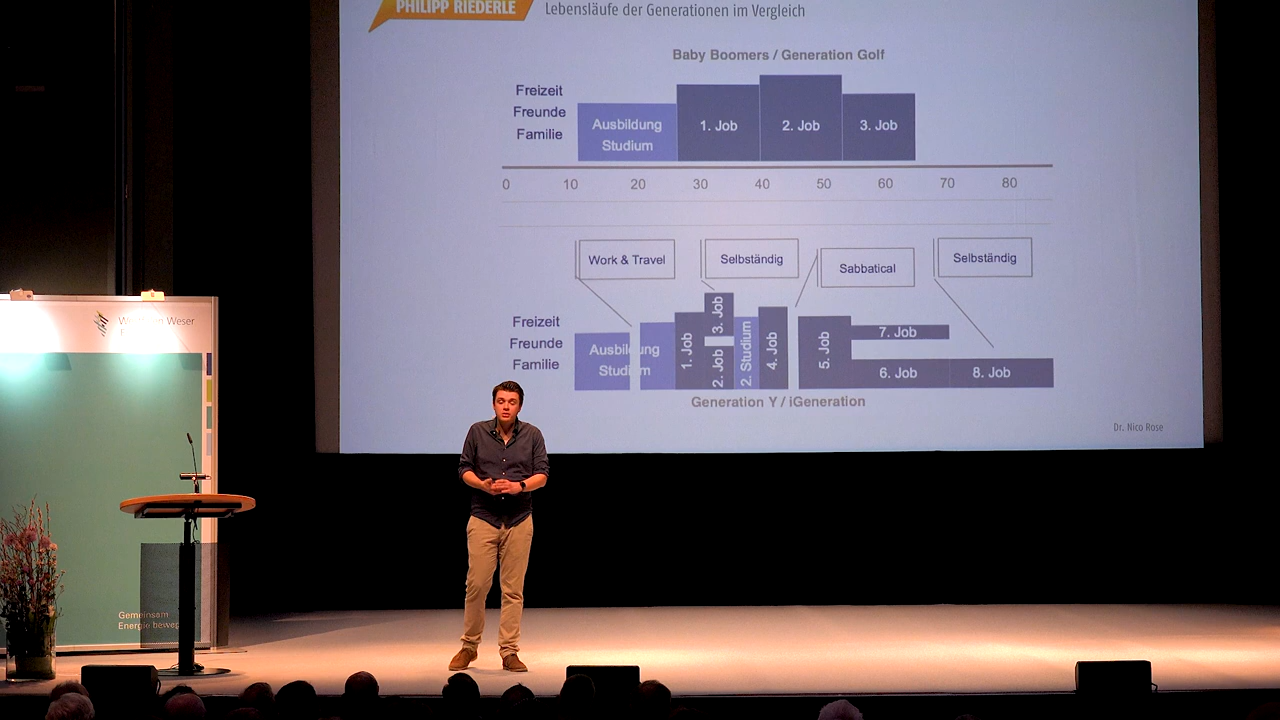 PHILIPP RIEDERLE
Lebensläufe der Generationen im Vergleich
Baby Boomers / Generation Golf
Freizeit
Freunde
Familie
Ausbildung
Studium
1. Job
2. Job
3. Job
0 10 20 30 40 50 60 70 80
Work & Travel
Selbständig
Sabbatical
Selbständig
Freizeit
Freunde
Familie
Ausbildung
Studium
1. Job
2. Job
3. Job
2. Studium
4. Job
5. Job
7. Job
6. Job
8. Job
Generation Y / iGeneration
Dr. Nico Rose
Weser
Gemeinsam
Energie